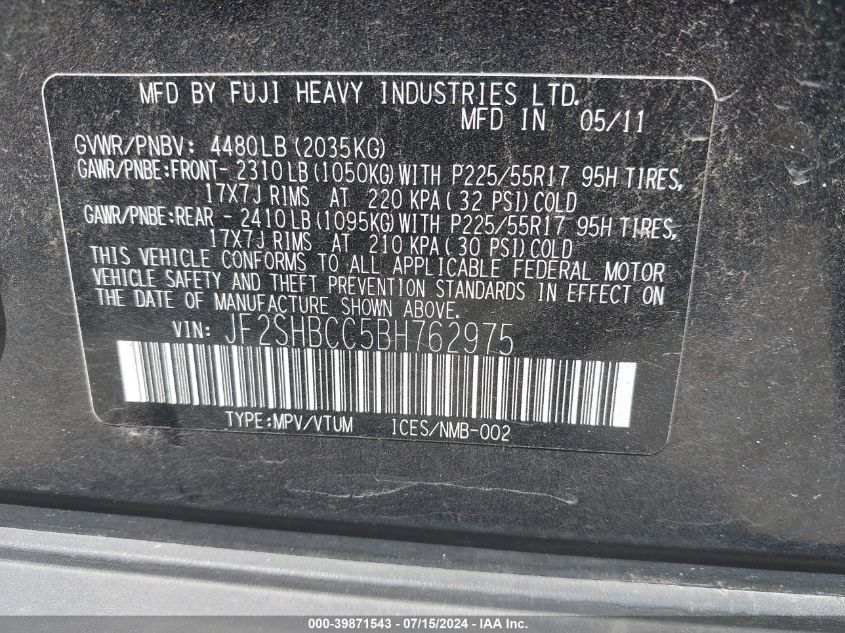 MFD BY FUJI HEAVY INDUSTRIES LTD.
MFD IN 05/11
GVWR/PNBV: 4480LB(2035KG)
GAWR/PNBE:FRONT- 2310LB(1050KG)WITH P225/55R17 95H TIRES,
17X7J RIMS AT 220 KPA( 32 PSI)COLD
GAWR/PNBE:REAR - 2410LB(1095KG)WITH P225/55R17 95H TIRES,
17X7J RIMS AT 210 KPA( 30 PSI)COLD
THIS VEHICLE CONFORMS TO ALL APPLICABLE FEDERAL MOTOR
VEHICLE SAFETY AND THEFT PREVENTION STANDARDS IN EFFECT ON
THE DATE OF MANUFACTURE SHOWN ABOVE.
VIN: JF2SHBCC5BH762975
TYPE:MPV/VTUM ICES/NMB-002
000-39871543 - 07/15/2024 - IAA Inc.